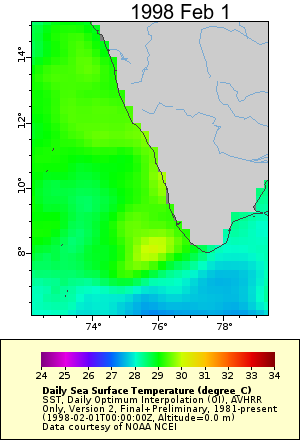 1998 Feb 1
14°
12°
10°
8°
74° 76° 78°
24 25 26 27 28 29 30 31 32 33 34
Daily Sea Surface Temperature (degree_C)
SST, Daily Optimum Interpolation (OI), AVHRR
Only, Version 2, Final+Preliminary, 1981-present
(1998-02-01T00:00:00Z, Altitude=0.0 m)
Data courtesy of NOAA NCEI